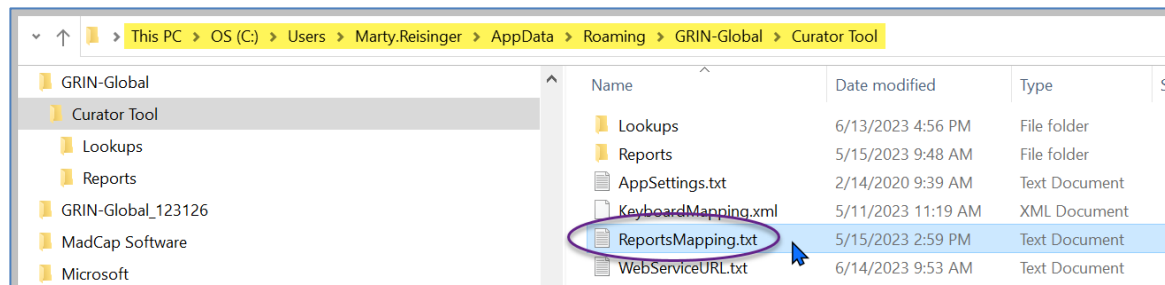 This PC > OS (C:) > Users > Marty.Reisinger > AppData > Roaming > GRIN-Global > Curator Tool
GRIN-Global
Curator Tool
Lookups
Reports
GRIN-Global_123126
MadCap Software
Microsoft
Name Date modified Type S
Lookups 6/13/2023 4:56 PM File folder
Reports 5/15/2023 9:48 AM File folder
AppSettings.txt 2/14/2020 9:39 AM Text Document
KeyboardMapping.xml 5/11/2023 11:19 AM XML Document
ReportsMapping.txt 5/15/2023 2:59 PM Text Document
WebServiceURL.txt 6/14/2023 9:53 AM Text Document